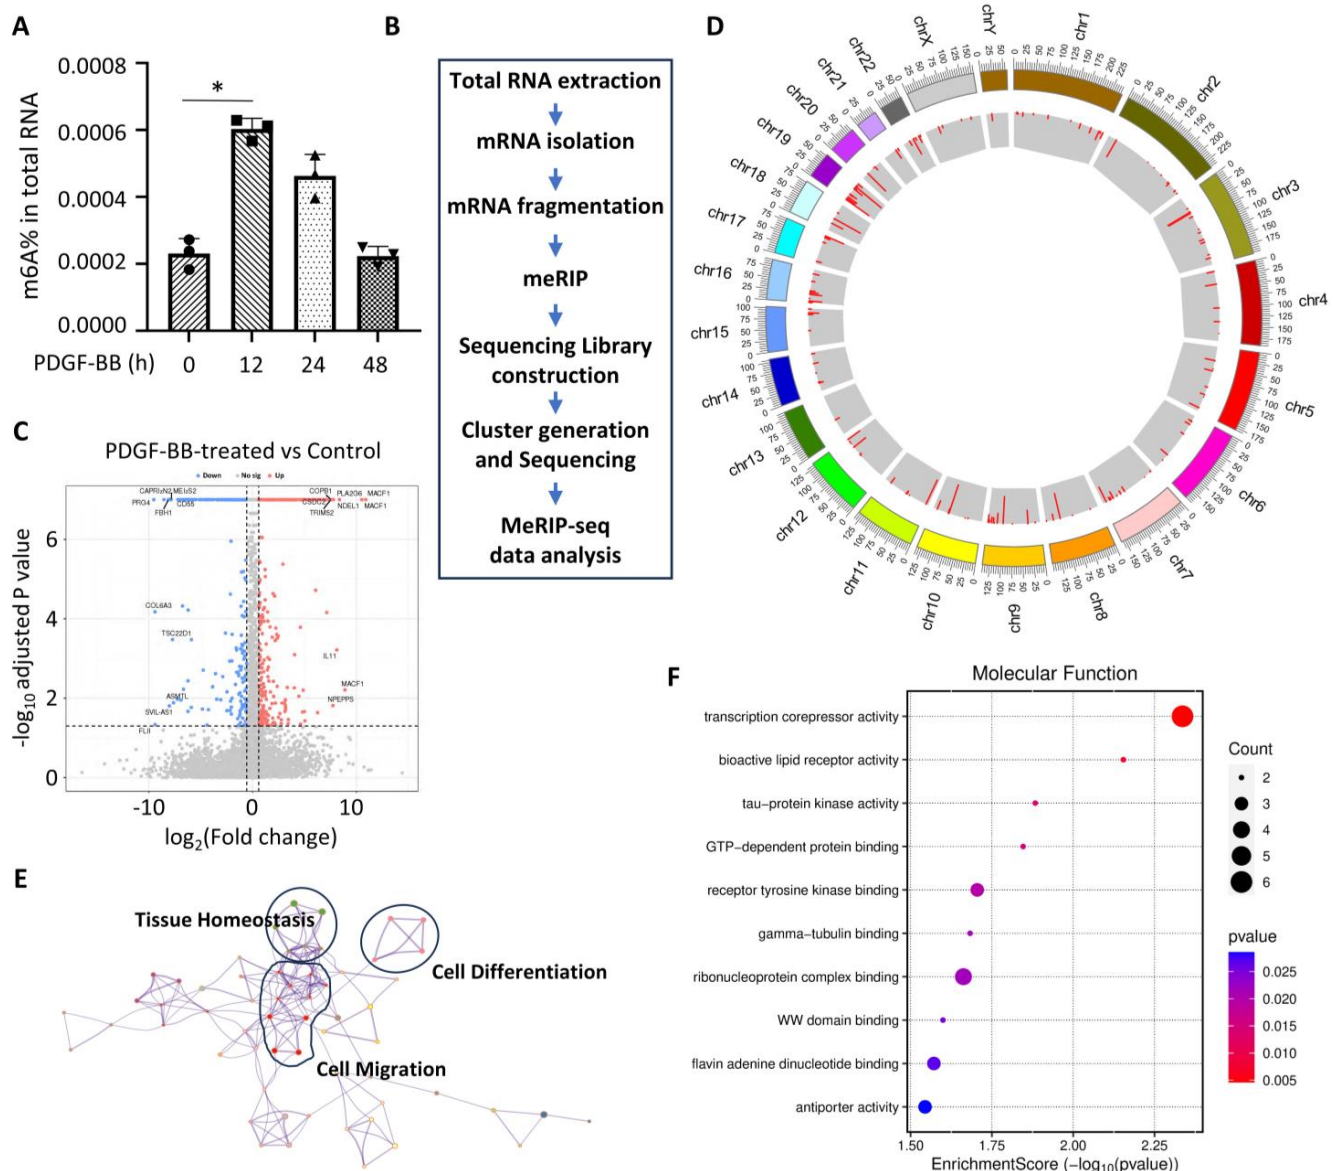 A
0.0008
0.0006
0.0004
0.0002
0.0000
m6A% in total RNA
*
PDGF-BB (h)
0 12 24 48
B
Total RNA extraction
mRNA isolation
mRNA fragmentation
meRIP
Sequencing Library
construction
Cluster generation
and Sequencing
MeRIP-seq
data analysis
C
PDGF-BB-treated vs Control
Down No sig Up
PRG4
FBH1
CD55
COPB1
PLA2G6
MACF1
NDEL1
MACF1
TRIM52
COL6A3
TSC22D1
IL11
MACF1
NPEPPS
ASMTL
SVIL-AS1
6
4
2
0
-log10 adjusted P value
-10 0 10
log2(Fold change)
D
chr1
chr2
chr3
chr4
chr5
chr6
chr7
chr8
chr9
chr10
chr11
chr12
chr13
chr14
chr15
chr16
chr17
chr18
chr19
chr20
chr21
chr22
chrX
chrY
E
Tissue Homeostasis
Cell Differentiation
Cell Migration
F
Molecular Function
transcription corepressor activity
bioactive lipid receptor activity
tau−protein kinase activity
GTP−dependent protein binding
receptor tyrosine kinase binding
gamma−tubulin binding
ribonucleoprotein complex binding
WW domain binding
flavin adenine dinucleotide binding
antiporter activity
1.50 1.75 2.00 2.25
EnrichmentScore (−log10(pvalue))
Count
2
3
4
5
6
pvalue
0.025
0.020
0.015
0.010
0.005